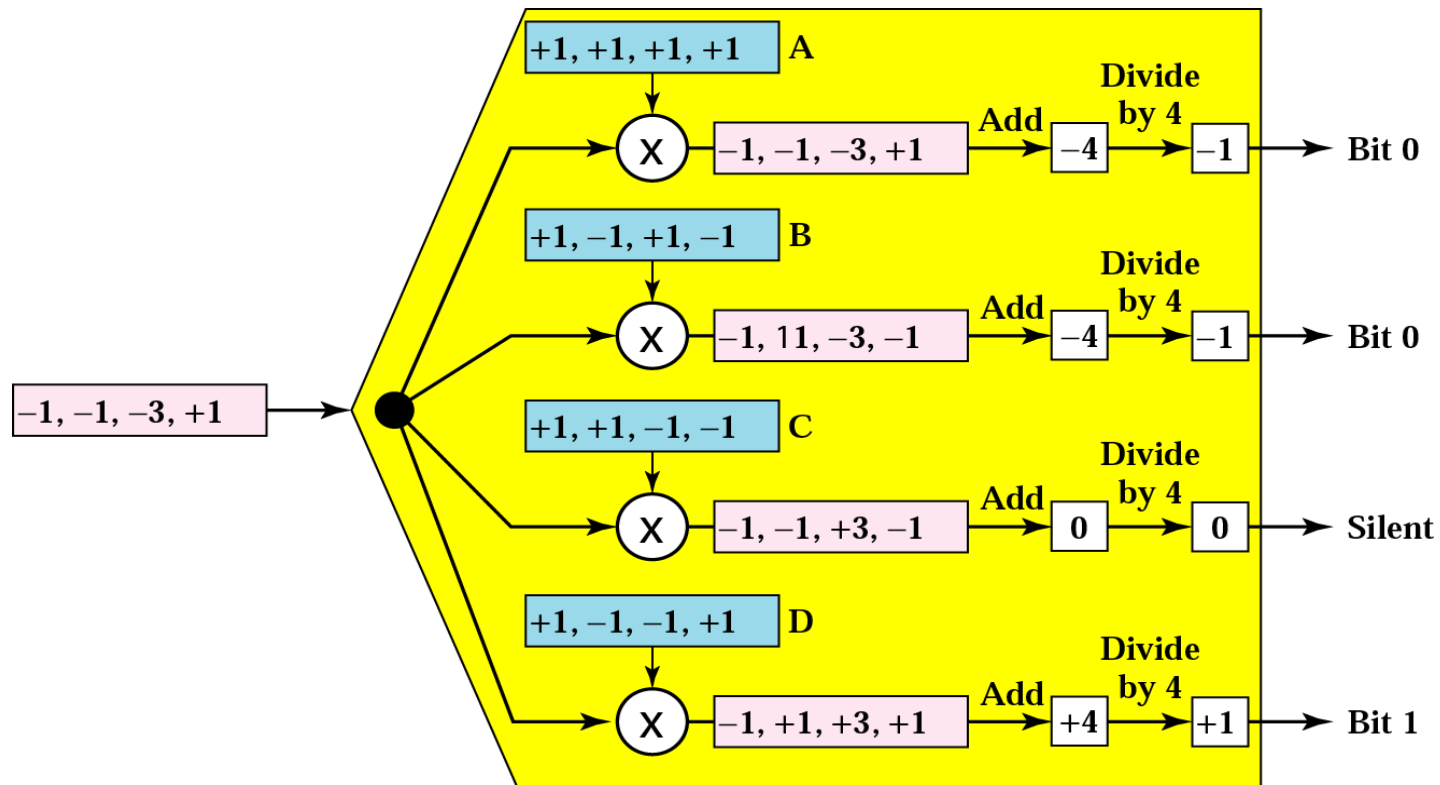 +1, +1, +1, +1 A
Divide
by 4
Add
X
−1, −1, −3, +1
−4
−1
Bit 0
+1, −1, +1, −1 B
Divide
by 4
Add
X
−1, 11, −3, −1
−4
−1
Bit 0
−1, −1, −3, +1
+1, +1, −1, −1 C
Divide
by 4
Add
X
−1, −1, +3, −1
0
0
Silent
+1, −1, −1, +1 D
Divide
by 4
Add
X
−1, +1, +3, +1
+4
+1
Bit 1